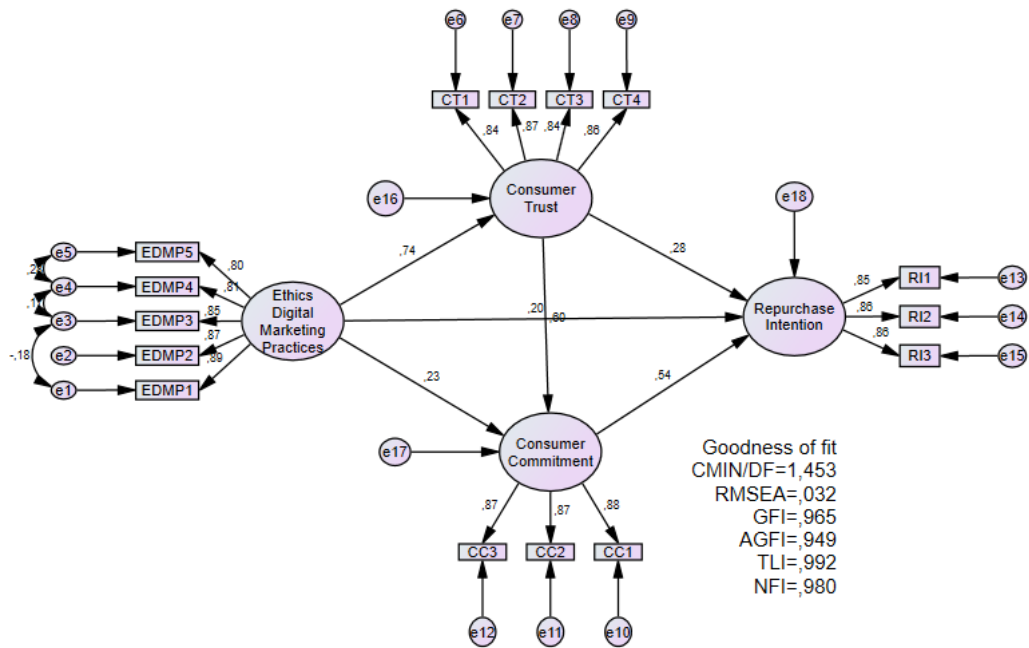 e6
e7
e8
e9
CT1
CT2
CT3
CT4
,84
,87
,84
,86
Consumer
Trust
e16
e18
e5
EDMP5
,80
,74
,28
e4
EDMP4
,81
e3
EDMP3
,85
e2
EDMP2
,87
e1
EDMP1
,89
-,18
Ethics
Digital
Marketing
Practices
,20
,60
Repurchase
Intention
,85
RI1
e13
,86
RI2
e14
,86
RI3
e15
,23
,54
e17
Consumer
Commitment
,87
,87
,88
CC3
CC2
CC1
e12
e11
e10
Goodness of fit
CMIN/DF=1,453
RMSEA=,032
GFI=,965
AGFI=,949
TLI=,992
NFI=,980